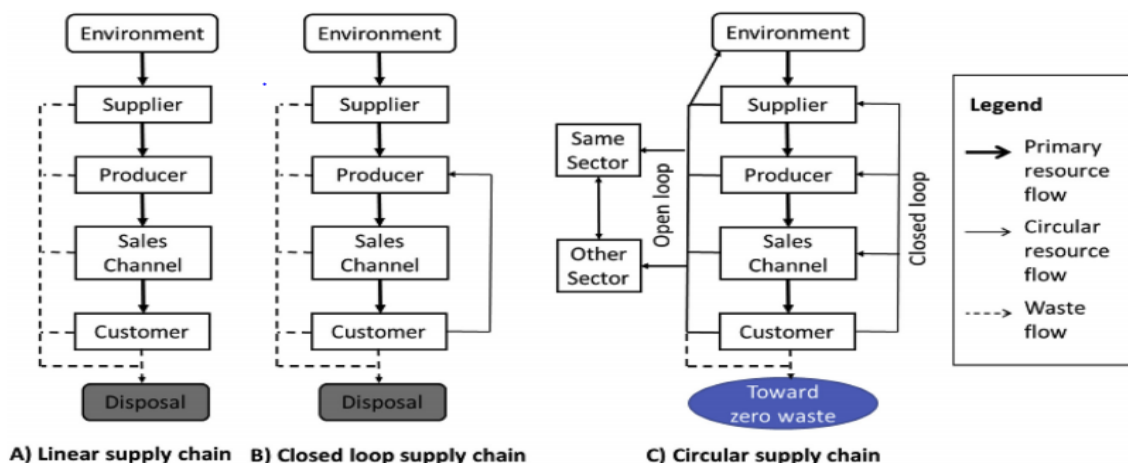 Environment
Supplier
Producer
Sales
Channel
Customer
Disposal
A) Linear supply chain
Environment
Supplier
Producer
Sales
Channel
Customer
Disposal
B) Closed loop supply chain
Environment
Supplier
Producer
Sales
Channel
Customer
Same
Sector
Other
Sector
Open loop
Closed loop
Toward
zero waste
C) Circular supply chain
Legend
Primary
resource
flow
Circular
resource
flow
Waste
flow